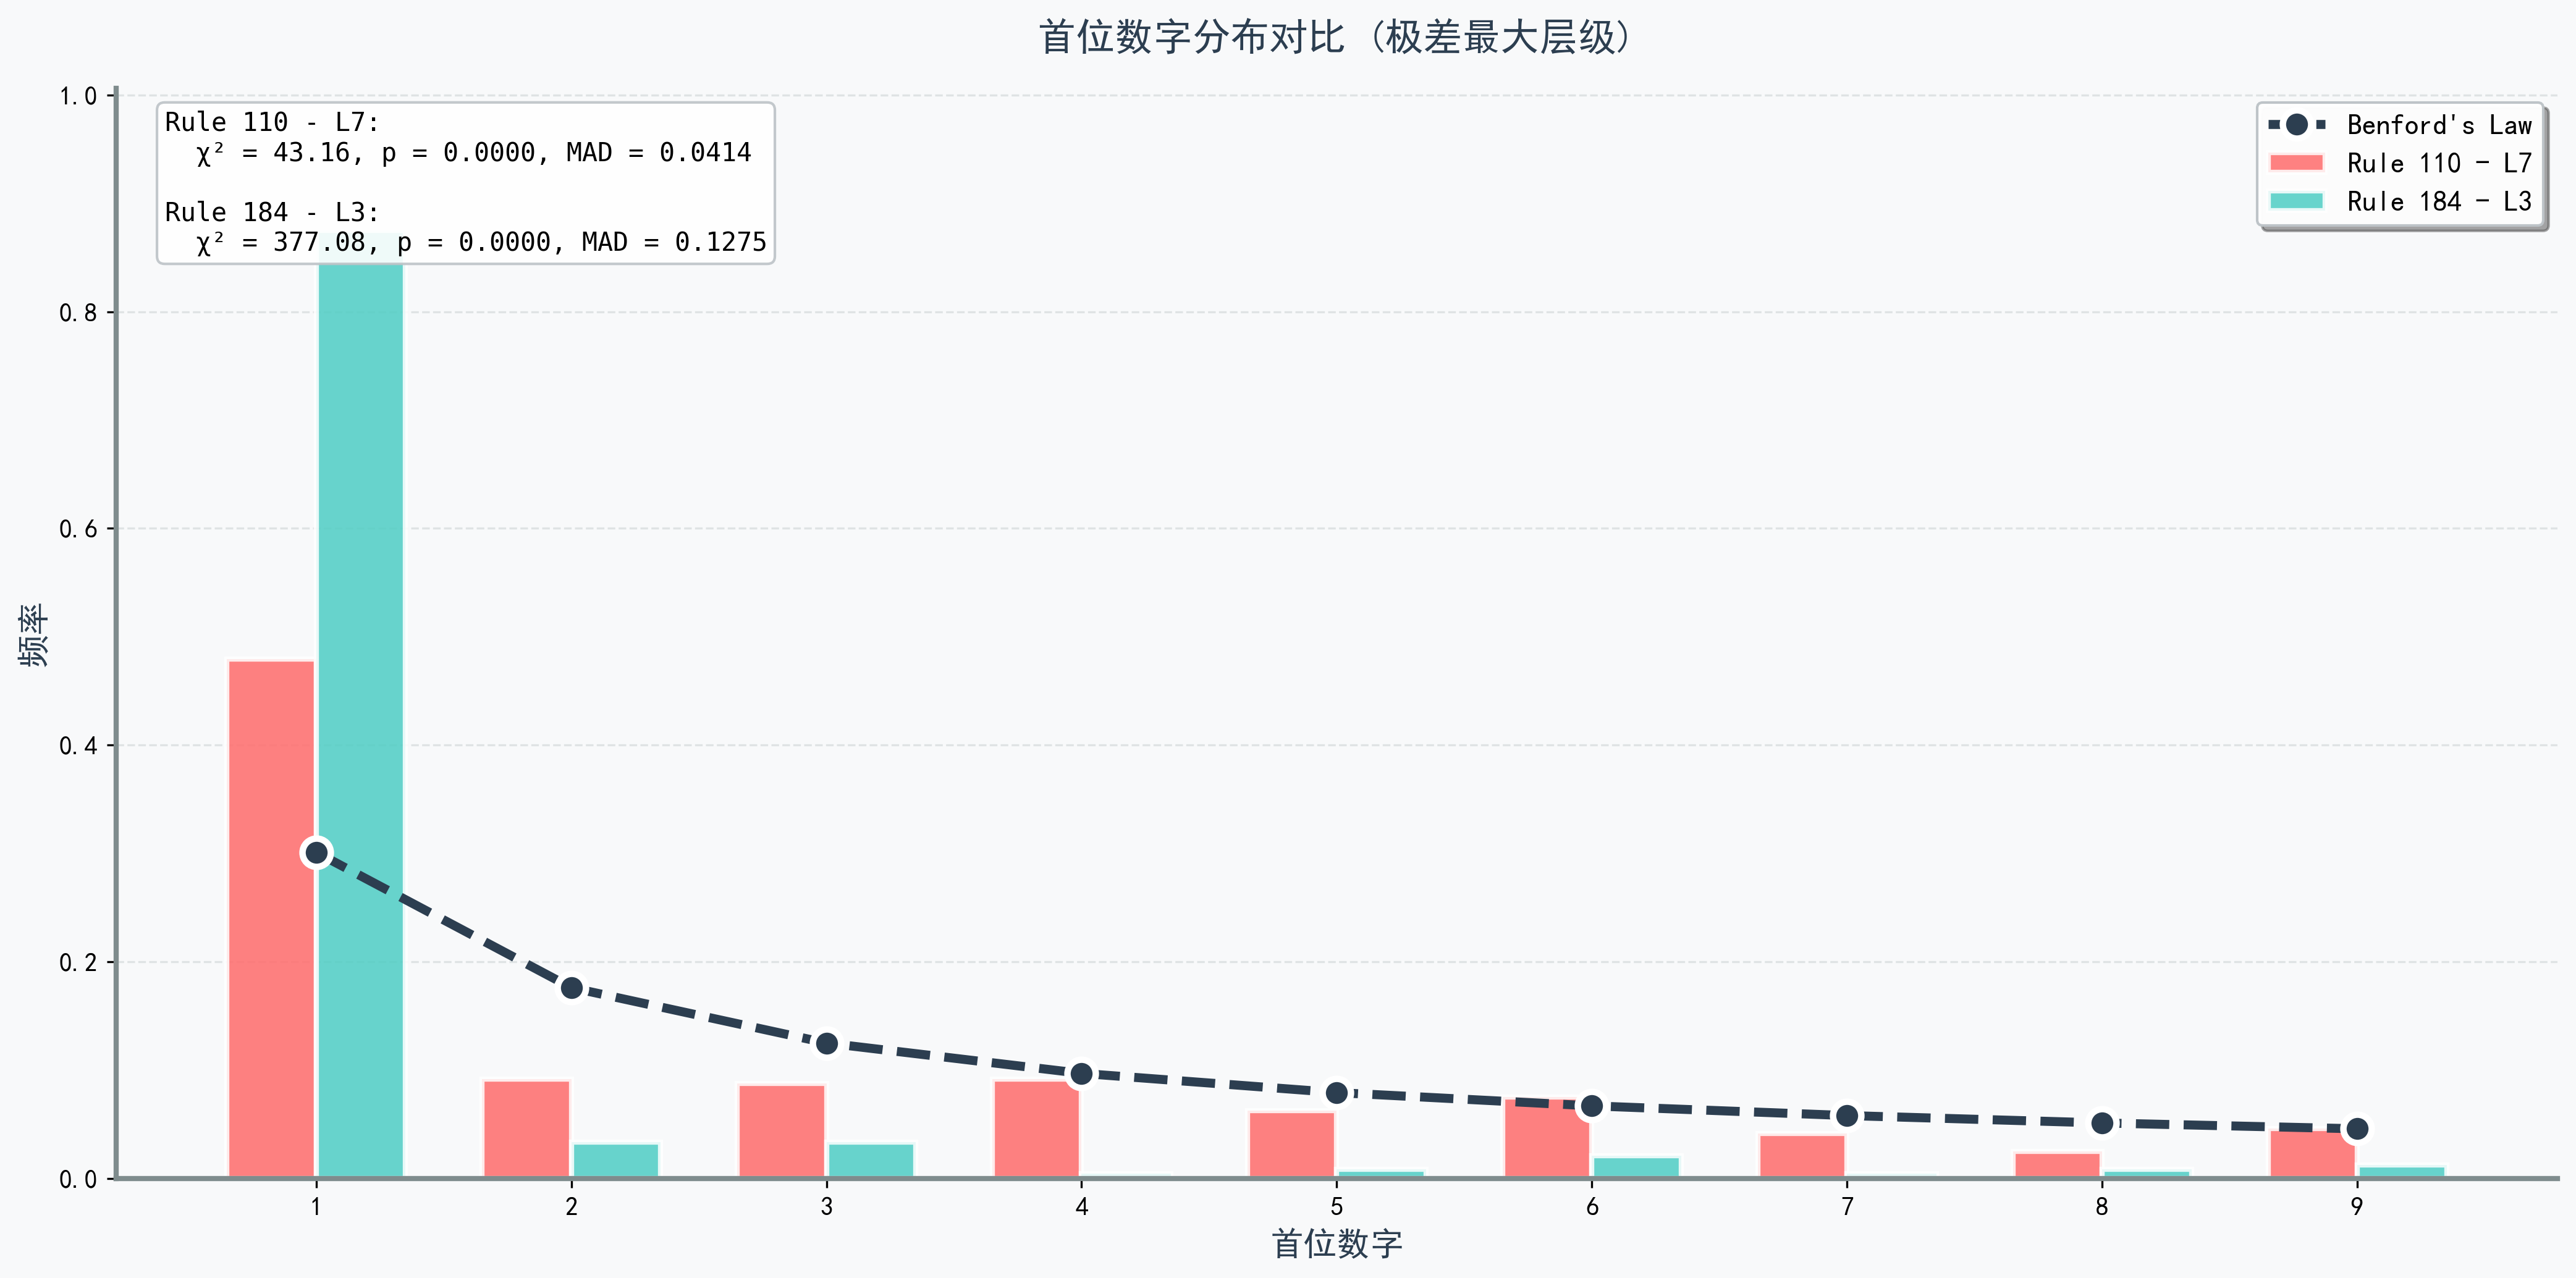 首位数字分布对比 (极差最大层级)
1.0
0.8
0.6
0.4
0.2
0.0
频率
Rule 110 - L7:
χ² = 43.16, p = 0.0000, MAD = 0.0414
Rule 184 - L3:
χ² = 377.08, p = 0.0000, MAD = 0.1275
Benford's Law
Rule 110 - L7
Rule 184 - L3
1 2 3 4 5 6 7 8 9
首位数字